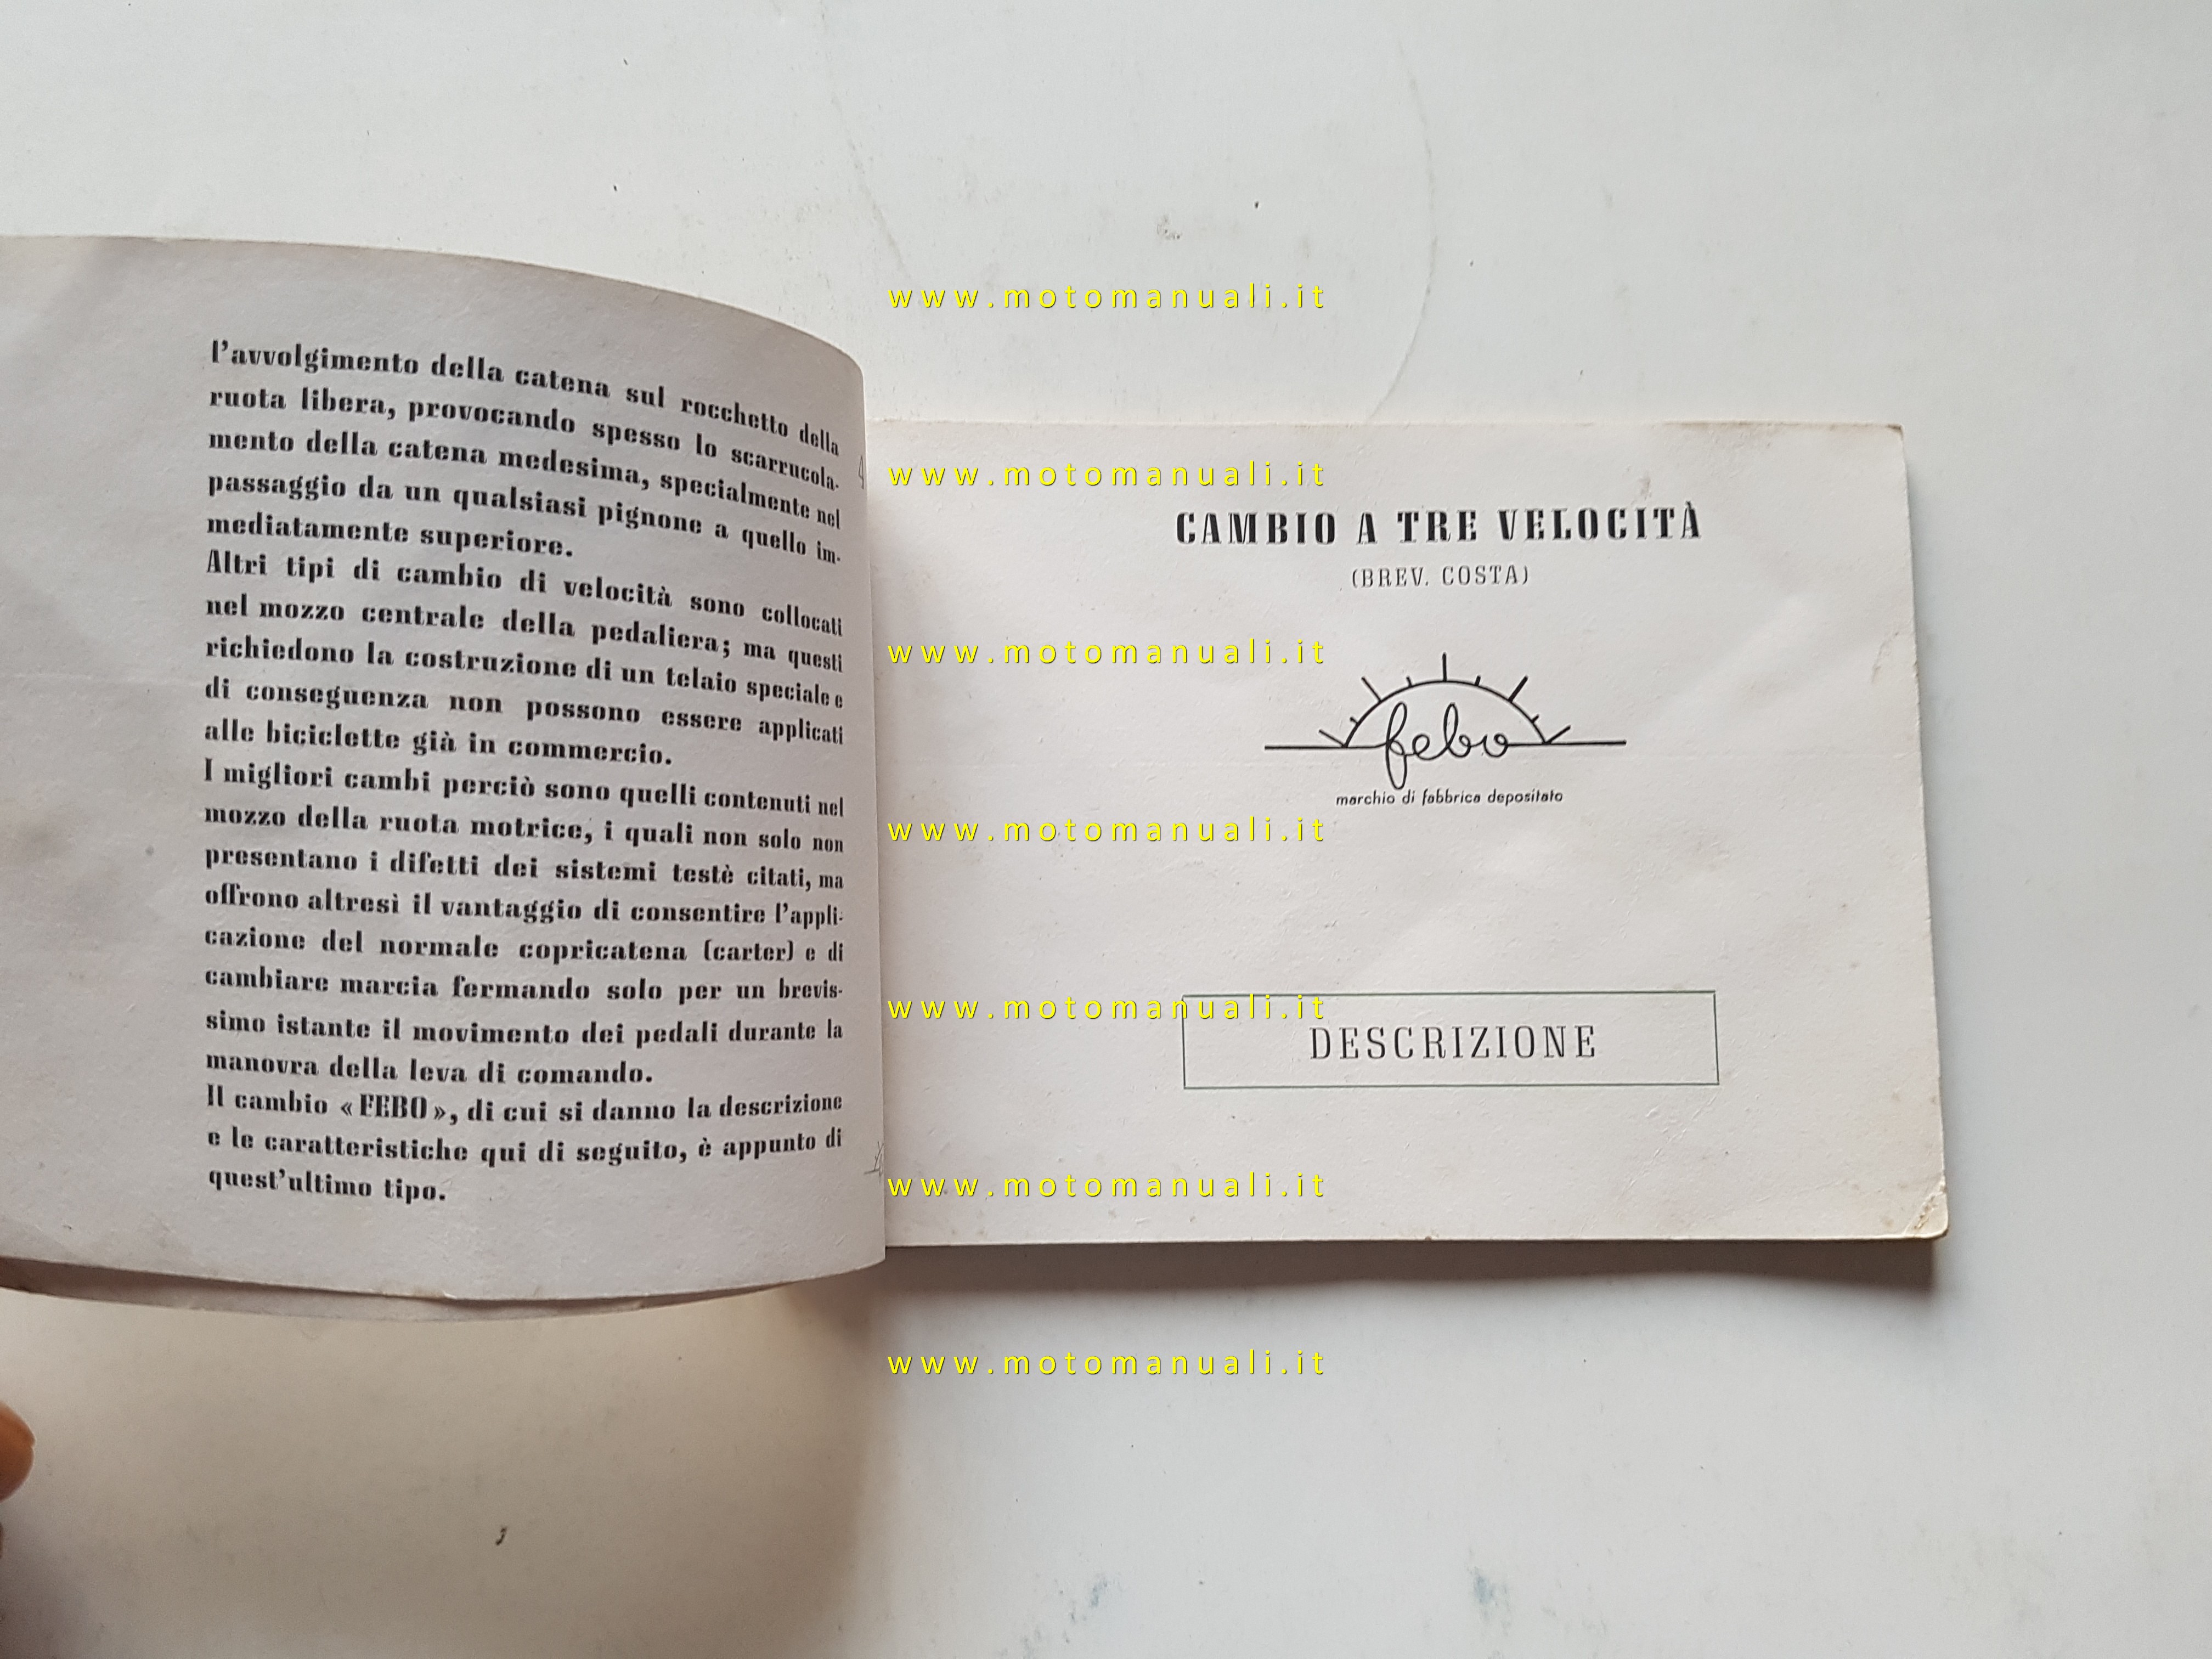 l'avvolgimento della catena sul rocchetto della
ruota libera, provocando spesso lo scarrucola-
mento della catena medesima, specialmente nel
passaggio da un qualsiasi pignone a quello im-
mediatamente superiore.
Altri tipi di cambio di velocità sono collocati
nel mozzo centrale della pedaliera; ma questi
richiedono la costruzione di un telaio speciale e
di conseguenza non possono essere applicati
alle biciclette già in commercio.
I migliori cambi perciò sono quelli contenuti nel
mozzo della ruota motrice, i quali non solo non
presentano i difetti dei sistemi testè citati, ma
offrono altresì il vantaggio di consentire l'appli-
cazione del normale copricatena (carter) e di
cambiare marcia fermando solo per un brevis-
simo istante il movimento dei pedali durante la
manovra della leva di comando.
Il cambio «FEBO», di cui si danno la descrizione
e le caratteristiche qui di seguito, è appunto di
quest'ultimo tipo.
CAMBIO A TRE VELOCITÀ
(BREV. COSTA)
febo
marchio di fabbrica depositato
DESCRIZIONE
www.motomanuali.it
www.motomanuali.it
www.motomanuali.it
www.motomanuali.it
www.motomanuali.it
www.motomanuali.it
www.motomanuali.it